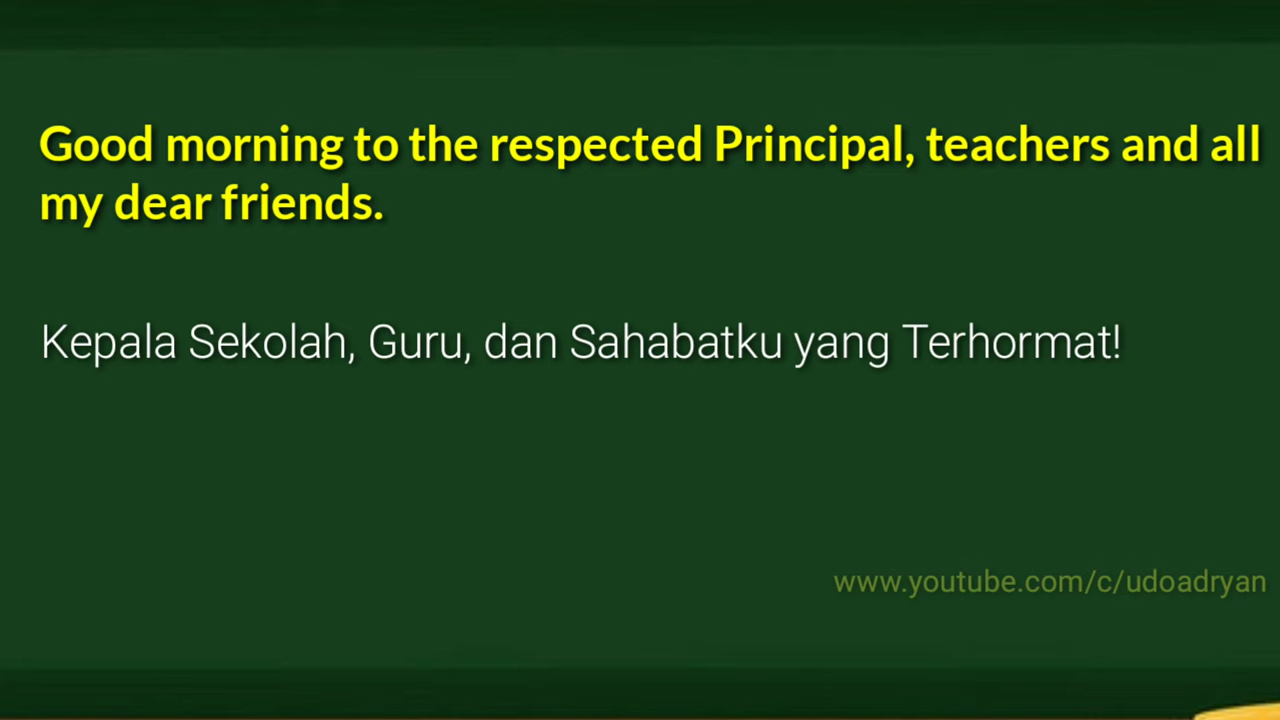 Good morning to the respected Principal, teachers and all
my dear friends.
Kepala Sekolah, Guru, dan Sahabatku yang Terhormat!
www.youtube.com/c/udoadryan